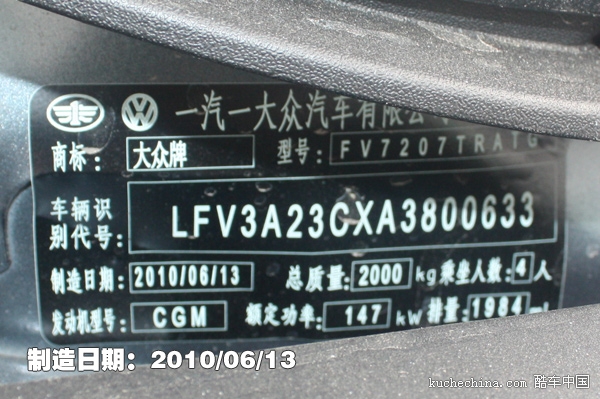 一汽一大众汽车有限公
商标: 大众牌 型号: FV7207TRATG
车辆识别代号: LFV3A23CXA3800633
制造日期: 2010/06/13 总质量: 2000 kg 乘坐人数: 4 人
发动机型号: CGM 额定功率: 147 kw 排量: 1984 ml
制造日期: 2010/06/13
kuchechina.com 酷车中国